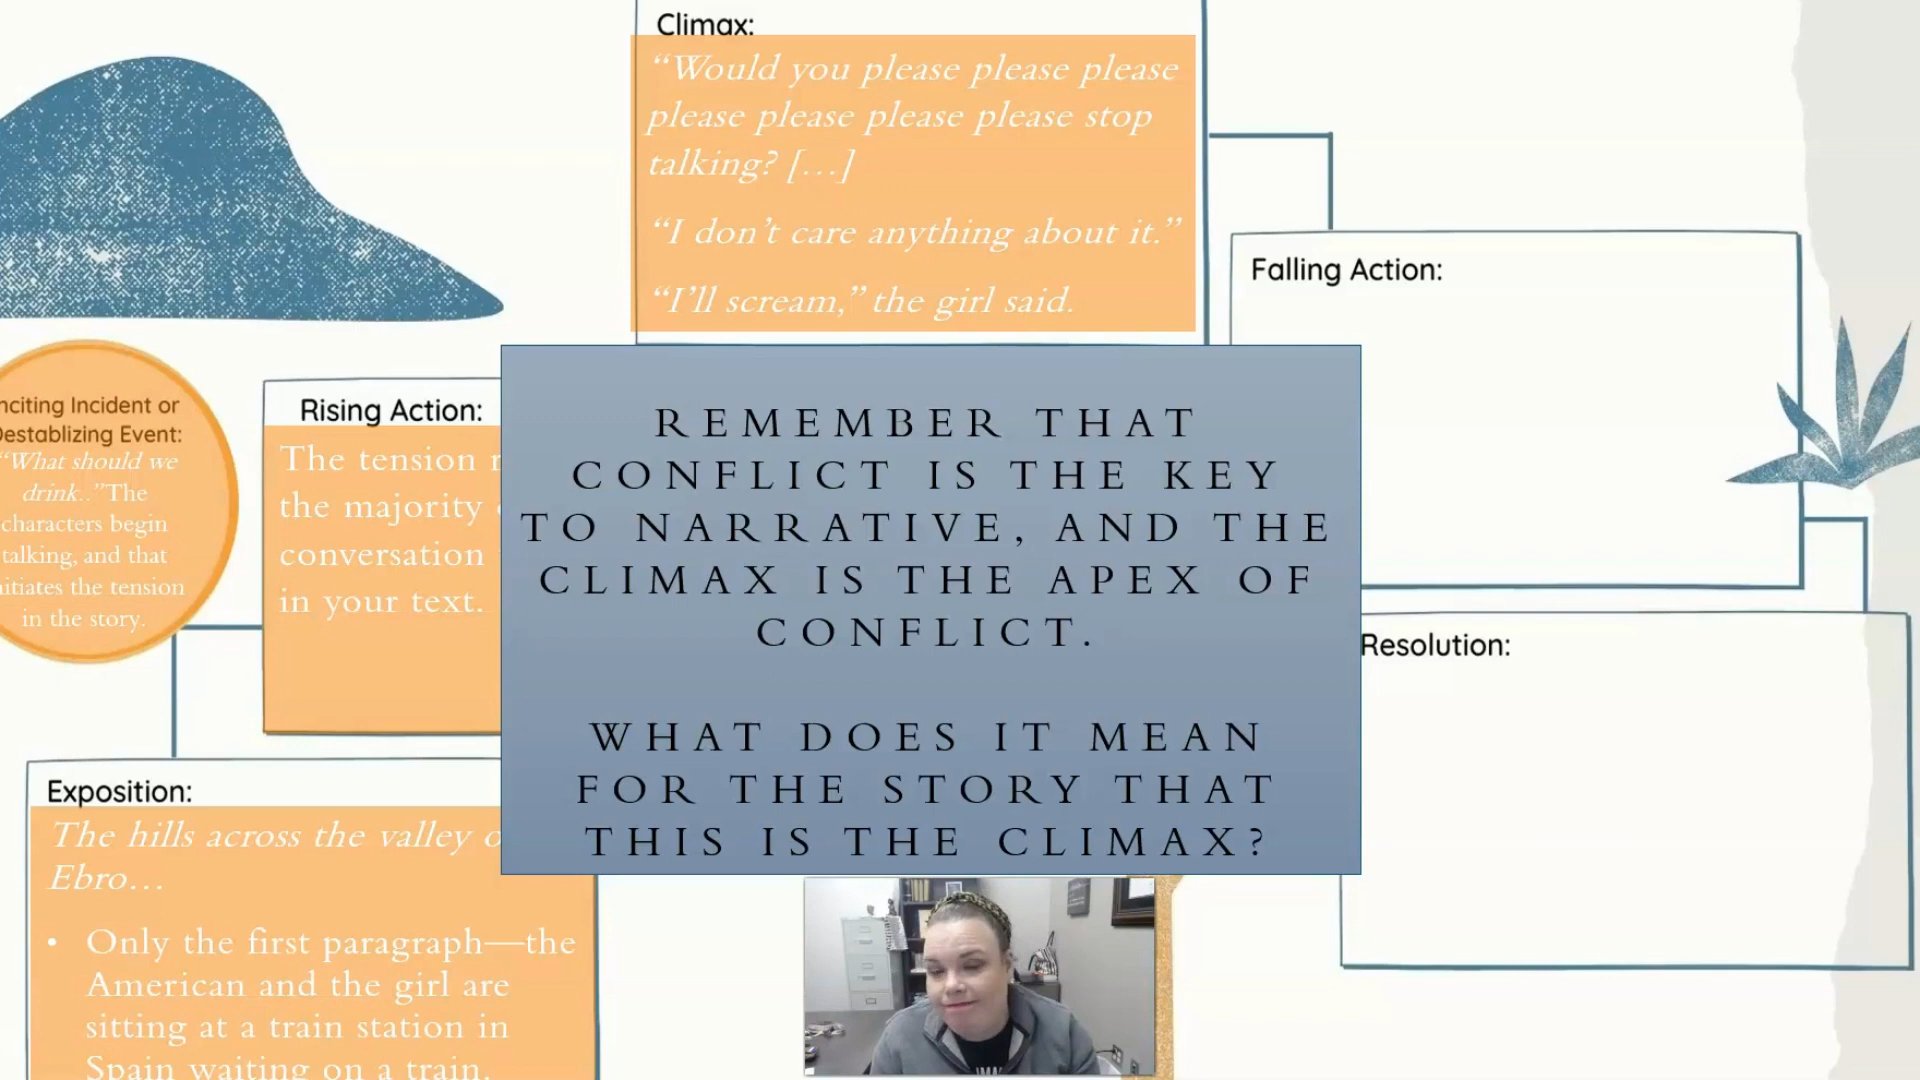 Climax:
“Would you please please please
please please please please stop
talking? [...]
“I don’t care anything about it.”
“I’ll scream,” the girl said.
Falling Action:
nciting Incident or
Destablizing Event:
“What should we
drink..”The
characters begin
talking, and that
nitiates the tension
in the story.
Rising Action:
The tension
the majority
conversation
in your text.
REMEMBER THAT
CONFLICT IS THE KEY
TO NARRATIVE, AND THE
CLIMAX IS THE APEX OF
CONFLICT.
WHAT DOES IT MEAN
FOR THE STORY THAT
THIS IS THE CLIMAX?
Resolution:
Exposition:
The hills across the valley o
Ebro...
• Only the first paragraph—the
American and the girl are
sitting at a train station in
Spain waiting on a train.